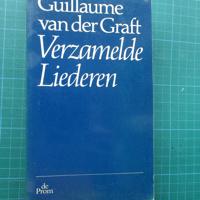 Guillaume
van der Graft
Verzamelde
Liederen
de
Prom